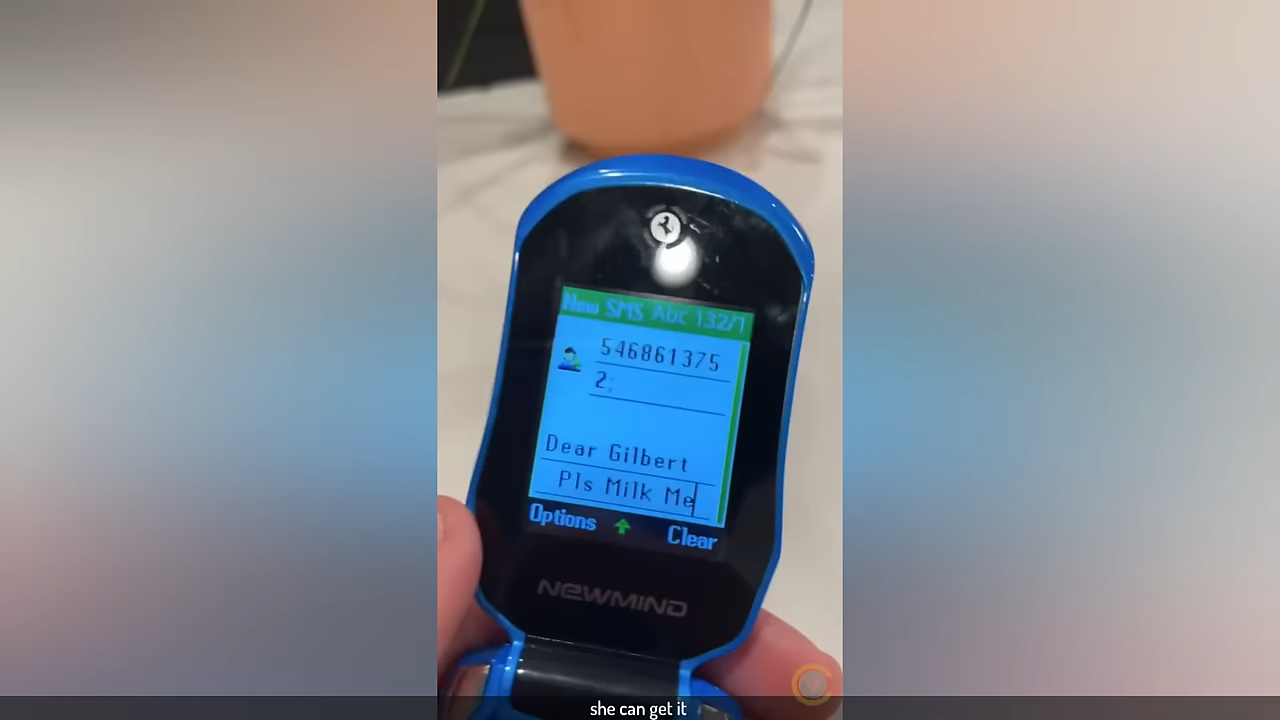 New SMS Abc 132/1
546861375
2;
Dear Gilbert
Pls Milk Me
Options Clear
NEWMIND
she can get it